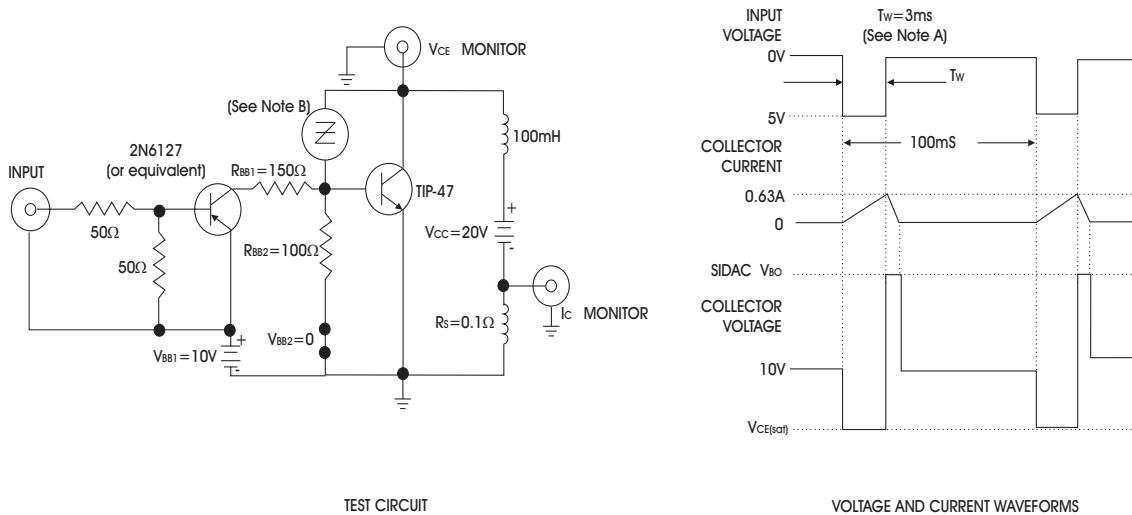 VCE MONITOR
(See Note B)
100mH
2N6127
(or equivalent)
INPUT
RBB1=150Ω
TIP-47
50Ω
50Ω
RBB2=100Ω
VCC=20V
+
-
IC MONITOR
RS=0.1Ω
VBB1=10V
+
-
VBB2=0
TEST CIRCUIT
INPUT
VOLTAGE
TW=3ms
(See Note A)
0V
TW
5V
100mS
COLLECTOR
CURRENT
0.63A
0
SIDAC VBO
COLLECTOR
VOLTAGE
10V
VCE(sat)
VOLTAGE AND CURRENT WAVEFORMS